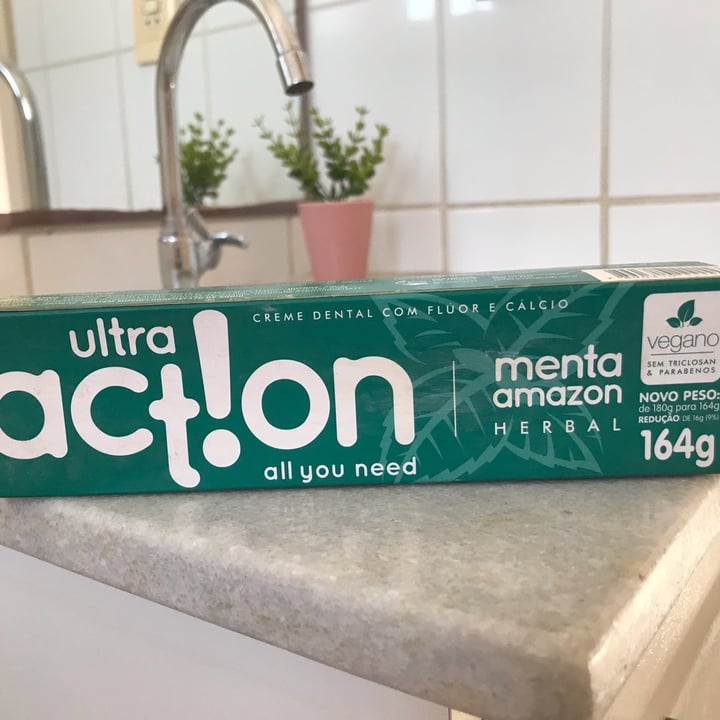 CREME DENTAL COM FLÚOR E CÁLCIO
ultra
act!on
all you need
menta
amazon
HERBAL
vegano
SEM TRICLOSAN
& PARABENOS
NOVO PESO:
de 180g para 164g
REDUÇÃO DE 16g (9%)
164g